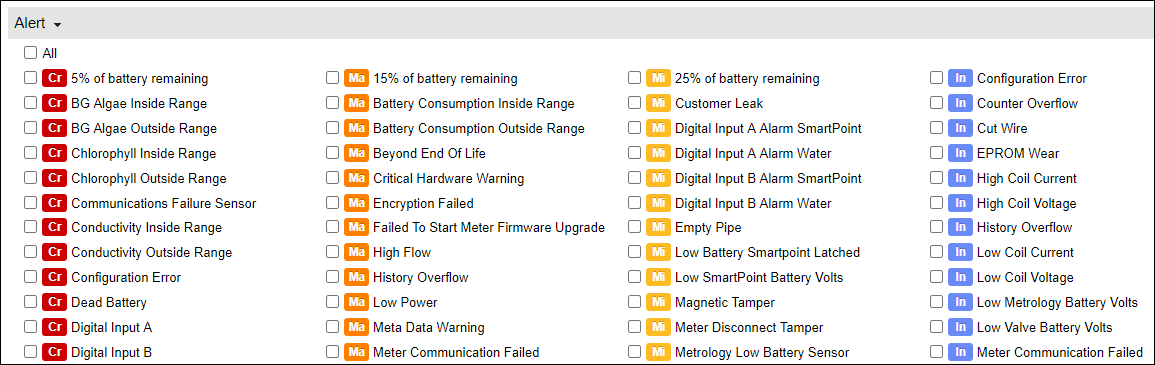 Alert
All
Cr 5% of battery remaining Ma 15% of battery remaining Mi 25% of battery remaining In Configuration Error
Cr BG Algae Inside Range Ma Battery Consumption Inside Range Mi Customer Leak In Counter Overflow
Cr BG Algae Outside Range Ma Battery Consumption Outside Range Mi Digital Input A Alarm SmartPoint In Cut Wire
Cr Chlorophyll Inside Range Ma Beyond End Of Life Mi Digital Input A Alarm Water In EPROM Wear
Cr Chlorophyll Outside Range Ma Critical Hardware Warning Mi Digital Input B Alarm SmartPoint In High Coil Current
Cr Communications Failure Sensor Ma Encryption Failed Mi Digital Input B Alarm Water In High Coil Voltage
Cr Conductivity Inside Range Ma Failed To Start Meter Firmware Upgrade Mi Empty Pipe In History Overflow
Cr Conductivity Outside Range Ma High Flow Mi Low Battery Smartpoint Latched In Low Coil Current
Cr Configuration Error Ma History Overflow Mi Low SmartPoint Battery Volts In Low Coil Voltage
Cr Dead Battery Ma Low Power Mi Magnetic Tamper In Low Metrology Battery Volts
Cr Digital Input A Ma Meta Data Warning Mi Meter Disconnect Tamper In Low Valve Battery Volts
Cr Digital Input B Ma Meter Communication Failed Mi Metrology Low Battery Sensor In Meter Communication Failed